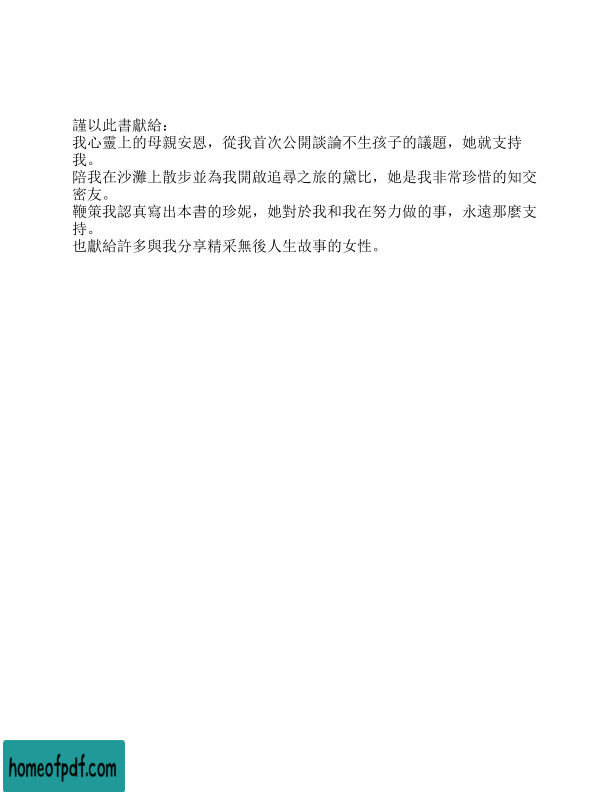 謹以此書獻給：
我心靈上的母親安恩，從我首次公開談論不生孩子的議題，她就支持
我。
陪我在沙灘上散步並為我開啟追尋之旅的黛比，她是我非常珍惜的知交
密友。
鞭策我認真寫出本書的珍妮，她對於我和我在努力做的事，永遠那麼支
持。
也獻給許多與我分享精采無後人生故事的女性。
homeofpdf.com